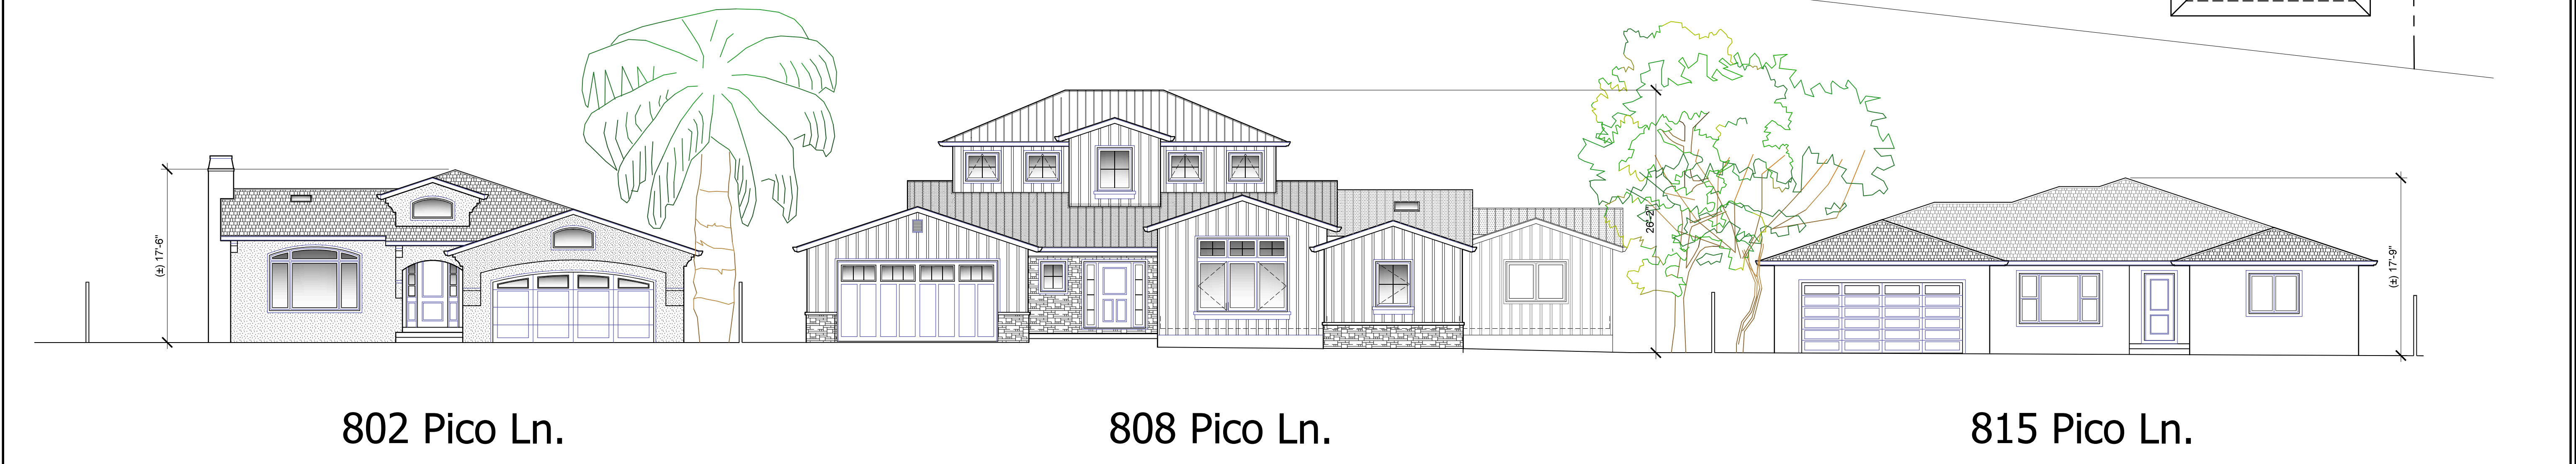 (±) 17'-6"
26'-2"
(±) 17'-9"
802 Pico Ln.
808 Pico Ln.
815 Pico Ln.